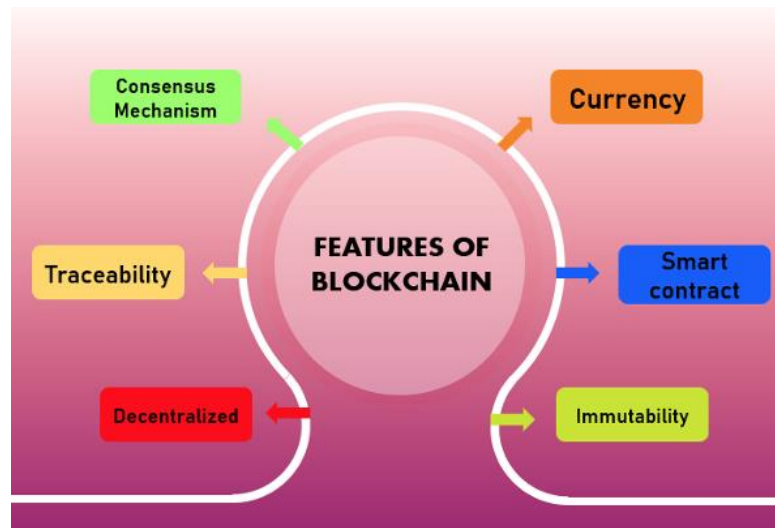 Consensus
Mechanism
Currency
FEATURES OF
BLOCKCHAIN
Traceability
Smart
contract
Decentralized
Immutability